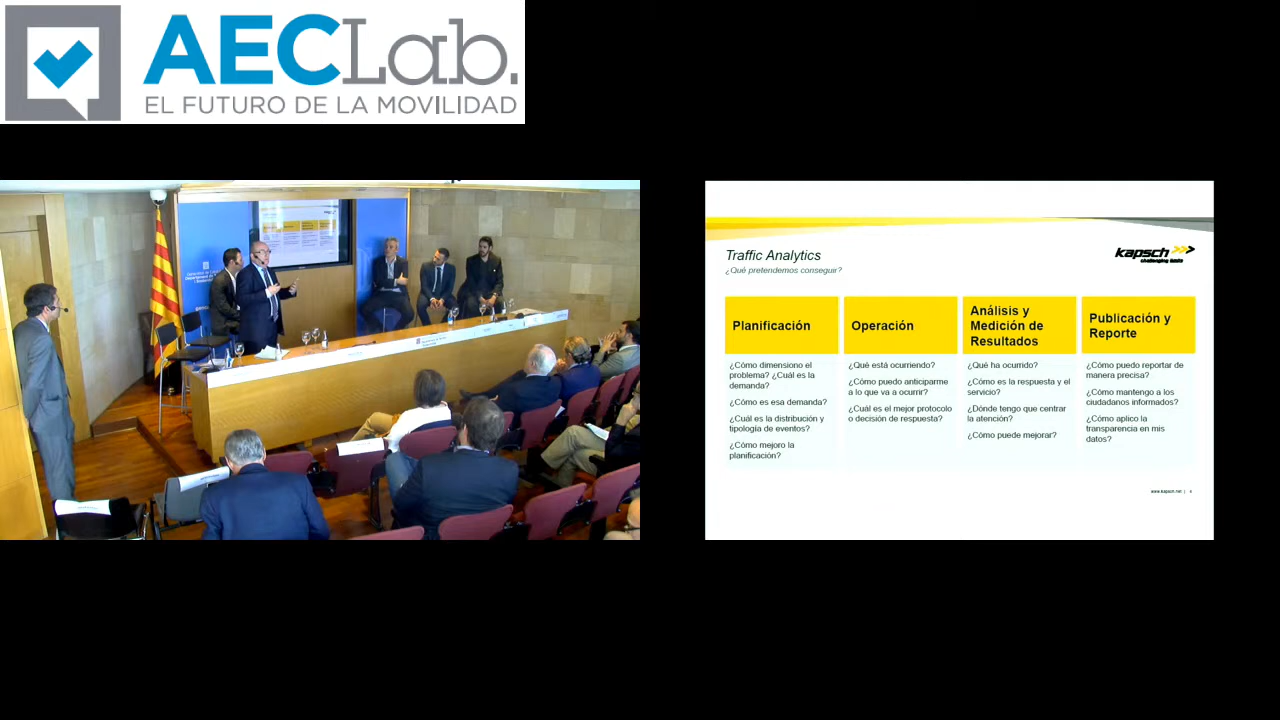 AECLab.
EL FUTURO DE LA MOVILIDAD
Traffic Analytics
¿Qué pretendemos conseguir?
kapsch
challenging limits
Planificación
¿Cómo dimensiono el
problema? ¿Cuál es la
demanda?
¿Cómo es esa demanda?
¿Cuál es la distribución y
tipología de eventos?
¿Cómo mejoro la
planificación?
Operación
¿Qué está ocurriendo?
¿Cómo puedo anticiparme
a lo que va a ocurrir?
¿Cuál es el mejor protocolo
o decisión de respuesta?
Análisis y
Medición de
Resultados
¿Qué ha ocurrido?
¿Cómo es la respuesta y el
servicio?
¿Dónde tengo que centrar
la atención?
¿Cómo puede mejorar?
Publicación y
Reporte
¿Cómo puedo reportar de
manera precisa?
¿Cómo mantengo a los
ciudadanos informados?
¿Cómo aplico la
transparencia en mis
datos?
www.kapsch.net |